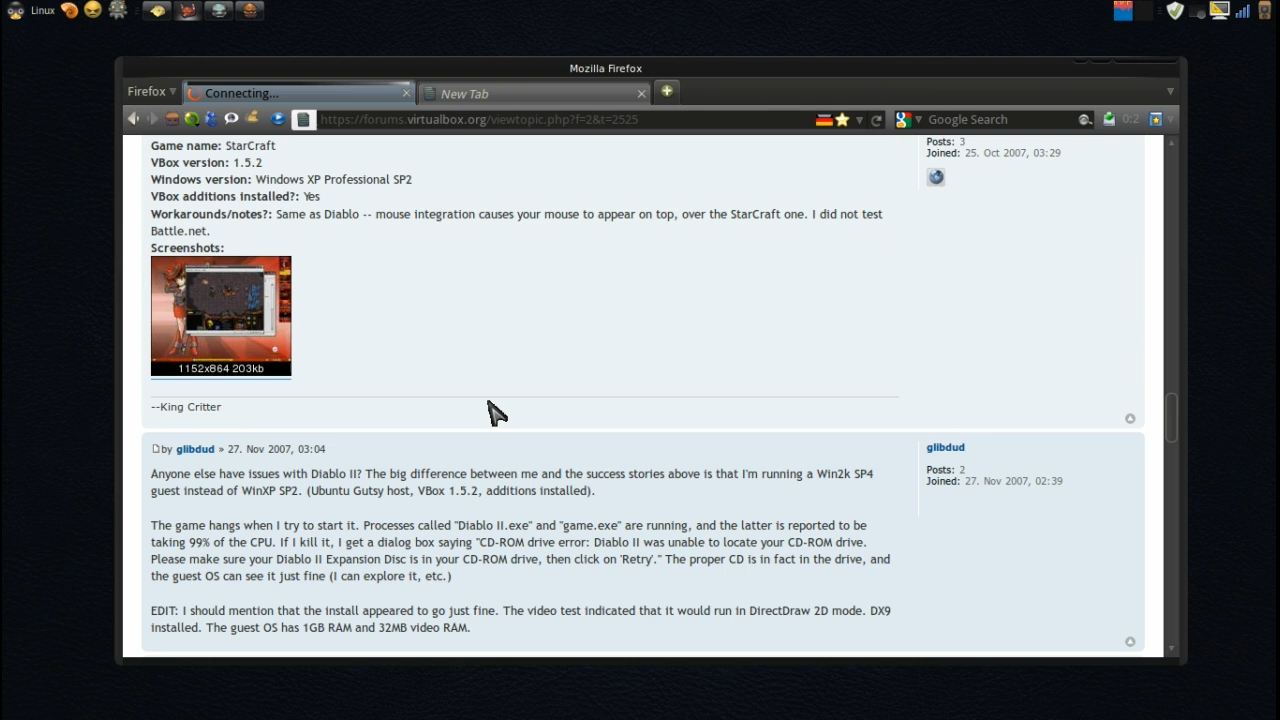 Linux
Mozilla Firefox
Firefox
Connecting...
New Tab
https://forums.virtualbox.org/viewtopic.php?f=2&t=2525
Google Search
0:2
Game name: StarCraft
Posts: 3
VBox version: 1.5.2
Joined: 25. Oct 2007, 03:29
Windows version: Windows XP Professional SP2
VBox additions installed?: Yes
Workarounds/notes?: Same as Diablo -- mouse integration causes your mouse to appear on top, over the StarCraft one. I did not test
Battle.net.
Screenshots:
1152x864 203kb
--King Critter
by glibdud » 27. Nov 2007, 03:04
glibdud
Posts: 2
Joined: 27. Nov 2007, 02:39
Anyone else have issues with Diablo II? The big difference between me and the success stories above is that I'm running a Win2k SP4
guest instead of WinXP SP2. (Ubuntu Gutsy host, VBox 1.5.2, additions installed).
The game hangs when I try to start it. Processes called "Diablo II.exe" and "game.exe" are running, and the latter is reported to be
taking 99% of the CPU. If I kill it, I get a dialog box saying "CD-ROM drive error: Diablo II was unable to locate your CD-ROM drive.
Please make sure your Diablo II Expansion Disc is in your CD-ROM drive, then click on 'Retry'." The proper CD is in fact in the drive, and
the guest OS can see it just fine (I can explore it, etc.)
EDIT: I should mention that the install appeared to go just fine. The video test indicated that it would run in DirectDraw 2D mode. DX9
installed. The guest OS has 1GB RAM and 32MB video RAM.